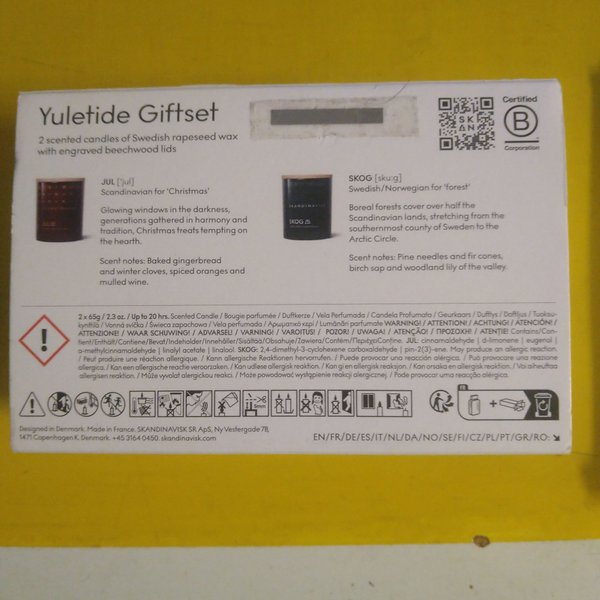 Yuletide Giftset
2 scented candles of Swedish rapeseed wax
with engraved beechwood lids
SK
AN
Certified
B
Corporation
JUL ['jul]
Scandinavian for 'Christmas'
Glowing windows in the darkness,
generations gathered in harmony and
tradition, Christmas treats tempting on
the hearth.
Scent notes: Baked gingerbread
and winter cloves, spiced oranges and
mulled wine.
SKANDINAVISK
SKOG
SKOG [sku:g]
Swedish/Norwegian for 'forest'
Boreal forests cover over half the
Scandinavian lands, stretching from the
southernmost county of Sweden to the
Arctic Circle.
Scent notes: Pine needles and fir cones,
birch sap and woodland lily of the valley.
2 x 65g / 2.3 oz. / Up to 20 hrs. Scented Candle / Bougie parfumée / Duftkerze / Vela Perfumada / Candela Profumata / Geurkaars / Duftlys / Doftljus / Tuoksu-
kynttilä / Vonná svíčka / Świeca zapachowa / Vela perfumada / Αρωματικό κερί / Lumânări parfumate WARNING! / ATTENTION! / ACHTUNG! / ATENCIÓN! /
ATTENZIONE! / WAAR SCHUWING! / ADVARSEL! / VARNING! / VAROITUS! / POZOR! / UWAGA! / ATENÇÃO! / ΠΡΟΣΟΧΗ! / ATENȚIE! Contains/Con-
tient/Enthält/Contiene/Bevat/Indeholder/Innehåller/Sisältää/Obsahuje/Zawiera/Contém/Περιέχει/Conține. JUL: cinnamaldehyde | d-limonene | eugenol |
α-methylcinnamaldehyde | linalyl acetate | linalool. SKOG: 2,4-dimethyl-3-cyclohexene carboxaldehyde | pin-2(3)-ene. May produce an allergic reaction.
/ Peut produire une réaction allergique. / Kann allergische Reaktionen hervorrufen. / Puede provocar una reacción alérgica. / Può provocare una reazione
allergica. / Kan een allergische reactie veroorzaken. / Kan udløse allergisk reaktion. / Kan gi en allergisk reaksjon. / Kan orsaka en allergisk reaktion. / Voi aiheuttaa
allergisen reaktion. / Může vyvolat alergickou reakci. / Może powodować wystąpienie reakcji alergicznej. / Pode provocar uma reacção alérgica.
FR
Designed in Denmark. Made in France. SKANDINAVISK SR ApS, Ny Vestergade 7B,
1471 Copenhagen K, Denmark. +45 3164 0450. skandinavisk.com
EN/FR/DE/ES/IT/NL/DA/NO/SE/FI/CZ/PL/PT/GR/RO: